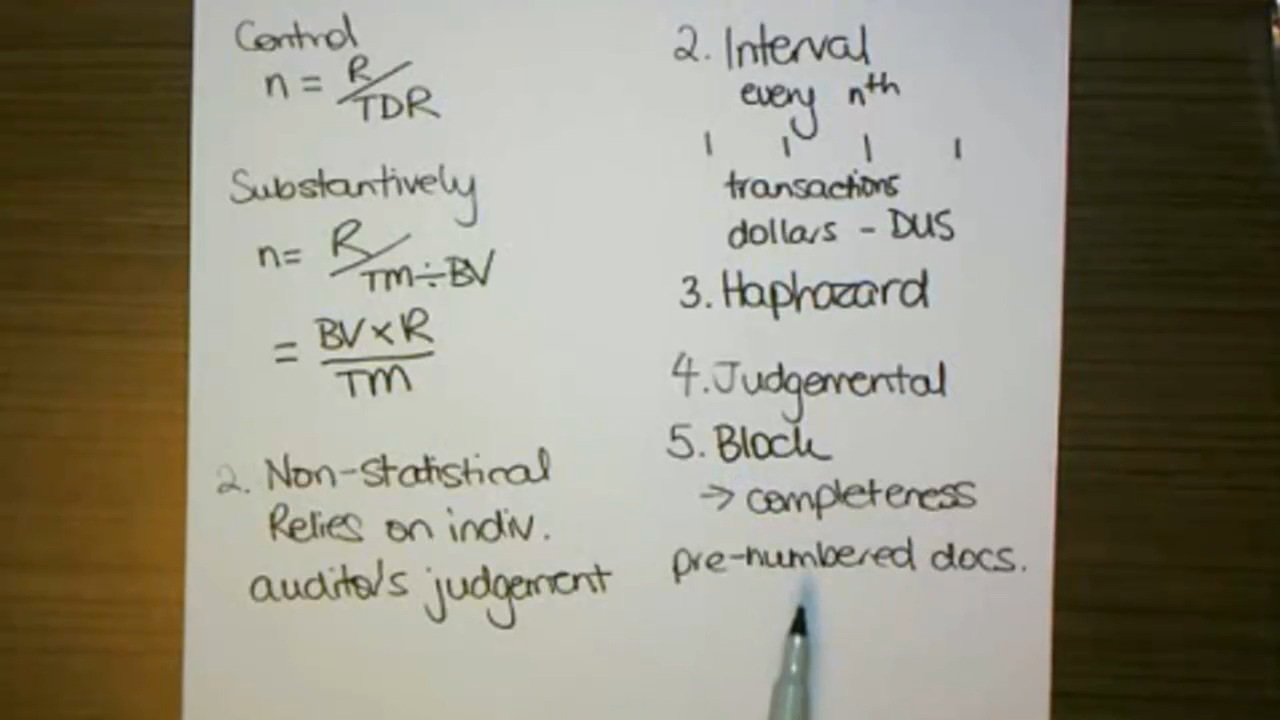 Control
n = R/TDR
Substantively
n = R/TM÷BV
= BV×R/TM
2. Non-statistical
Relies on indiv.
auditor's judgement
2. Interval
every nth
transactions
dollars - DUS
3. Haphazard
4. Judgemental
5. Block
→ completeness
pre-numbered docs.